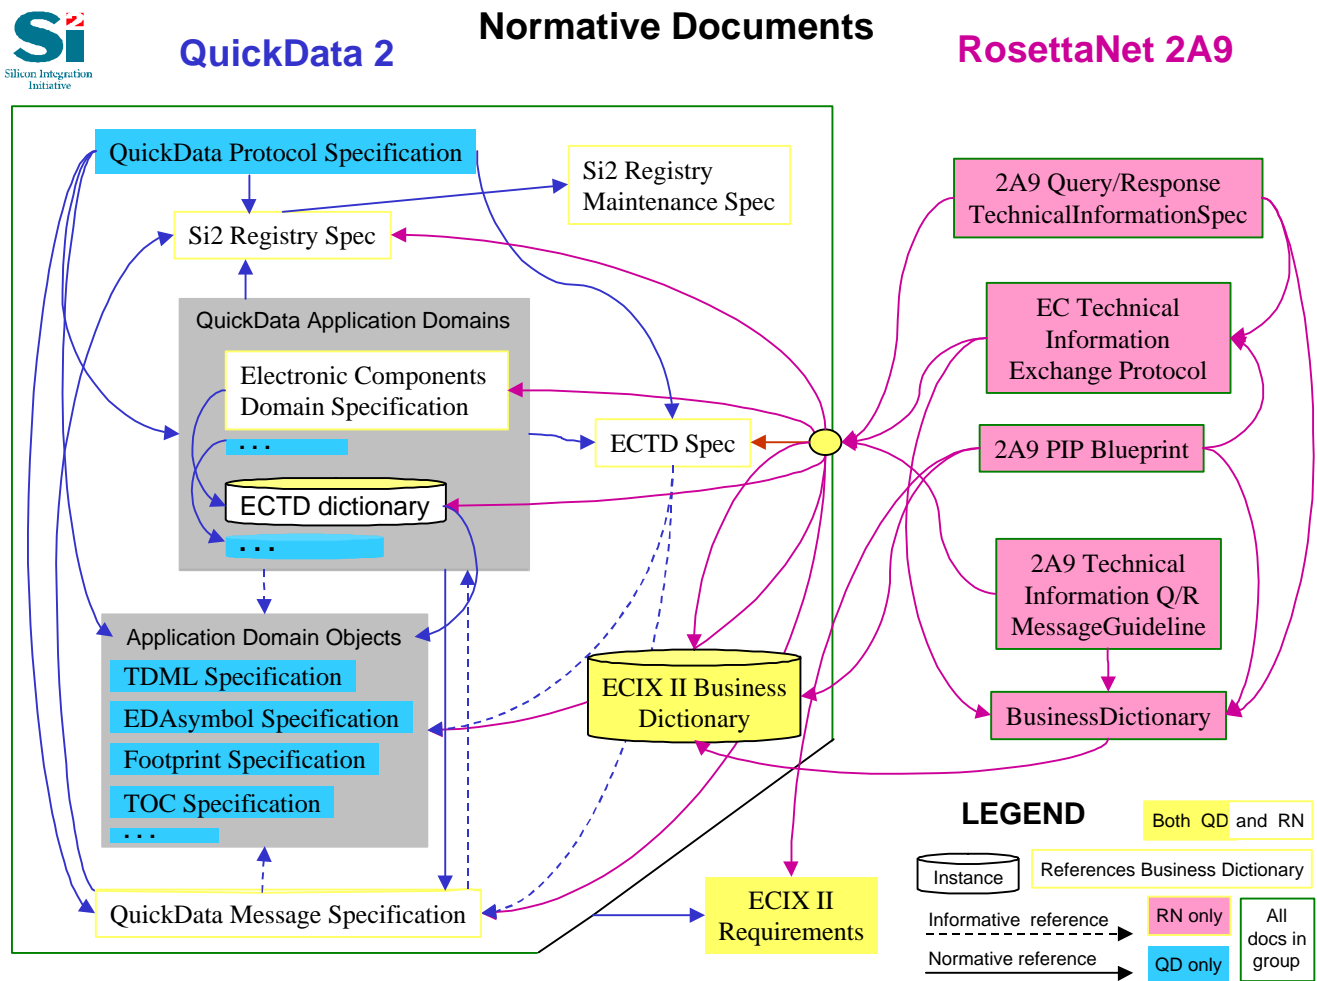 Normative Documents
Si2
Silicon Integration
Initiative
QuickData 2
RosettaNet 2A9
QuickData Protocol Specification
Si2 Registry
Maintenance Spec
Si2 Registry Spec
QuickData Application Domains
Electronic Components
Domain Specification
. . .
ECTD Spec
ECTD dictionary
. . .
Application Domain Objects
TDML Specification
EDAsymbol Specification
Footprint Specification
TOC Specification
. . .
QuickData Message Specification
ECIX II Business
Dictionary
ECIX II
Requirements
2A9 Query/Response
TechnicalInformationSpec
EC Technical
Information
Exchange Protocol
2A9 PIP Blueprint
2A9 Technical
Information Q/R
MessageGuideline
BusinessDictionary
LEGEND
Both QD and RN
Instance
References Business Dictionary
Informative reference
Normative reference
RN only
QD only
All
docs in
group